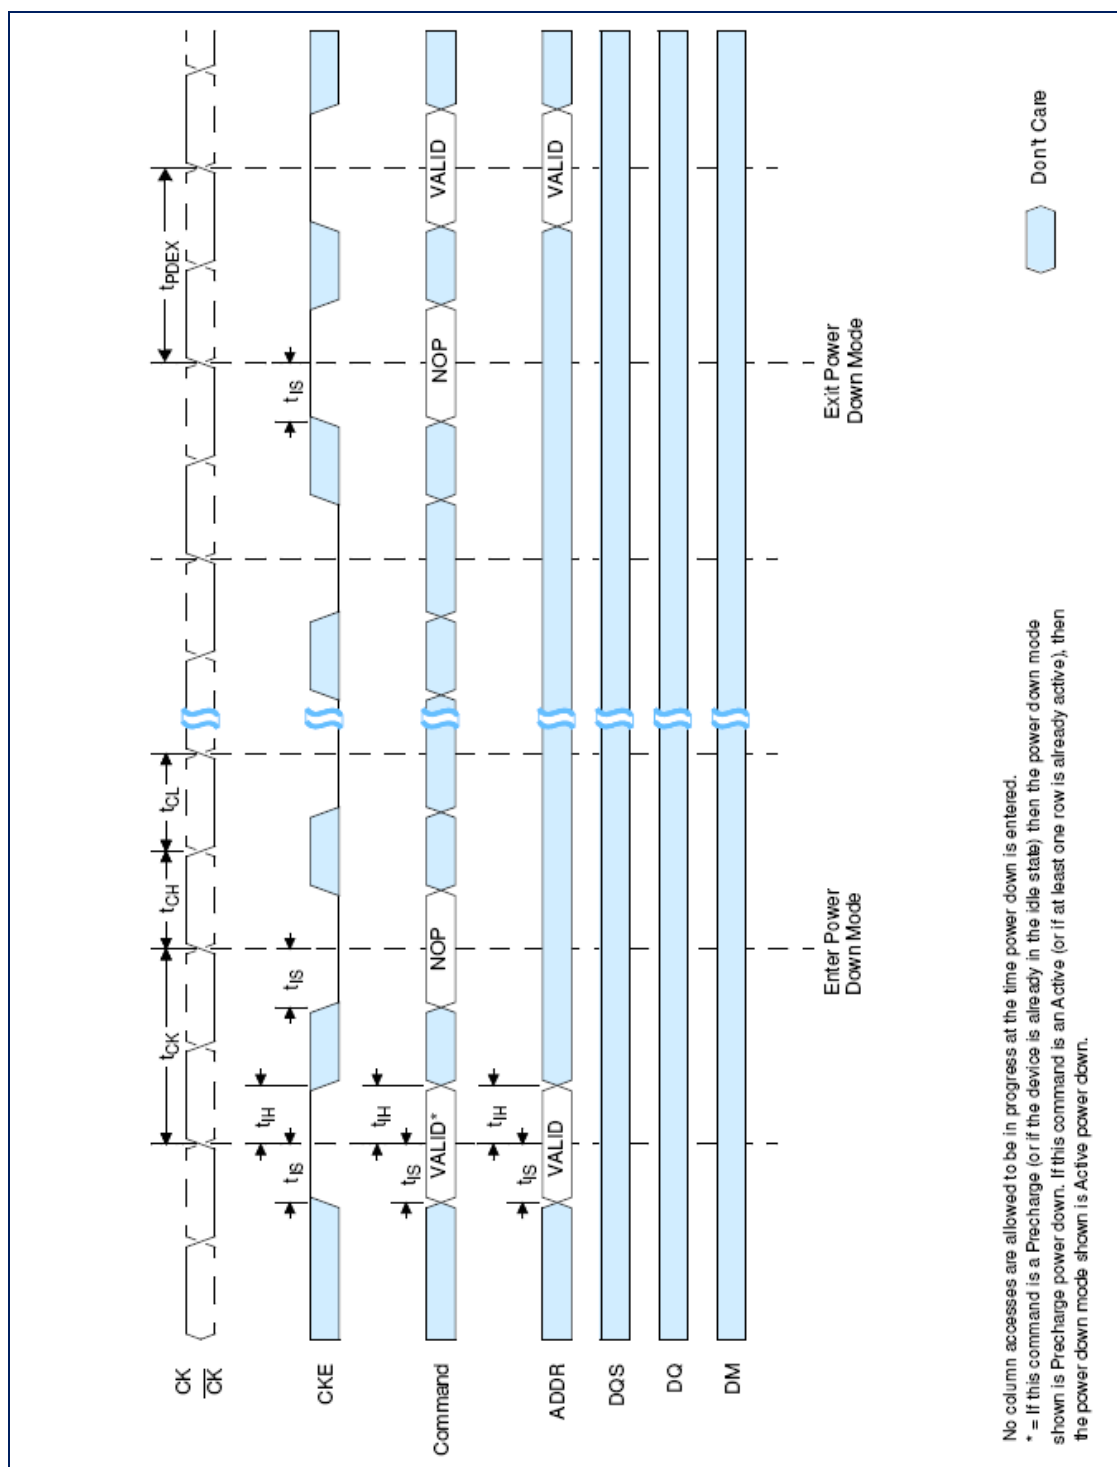 tCK
tCH
tCL
tPDEX
CK
CK
tIS
tIH
tIS
tIS
CKE
tIS
tIH
Command
VALID*
NOP
NOP
VALID
tIS
tIH
ADDR
VALID
VALID
DQS
DQ
DM
Enter Power
Down Mode
Exit Power
Down Mode
Don't Care
No column accesses are allowed to be in progress at the time power down is entered.
* = If this command is a Precharge (or if the device is already in the idle state) then the power down mode
shown is Precharge power down. If this command is an Active (or if at least one row is already active), then
the power down mode shown is Active power down.